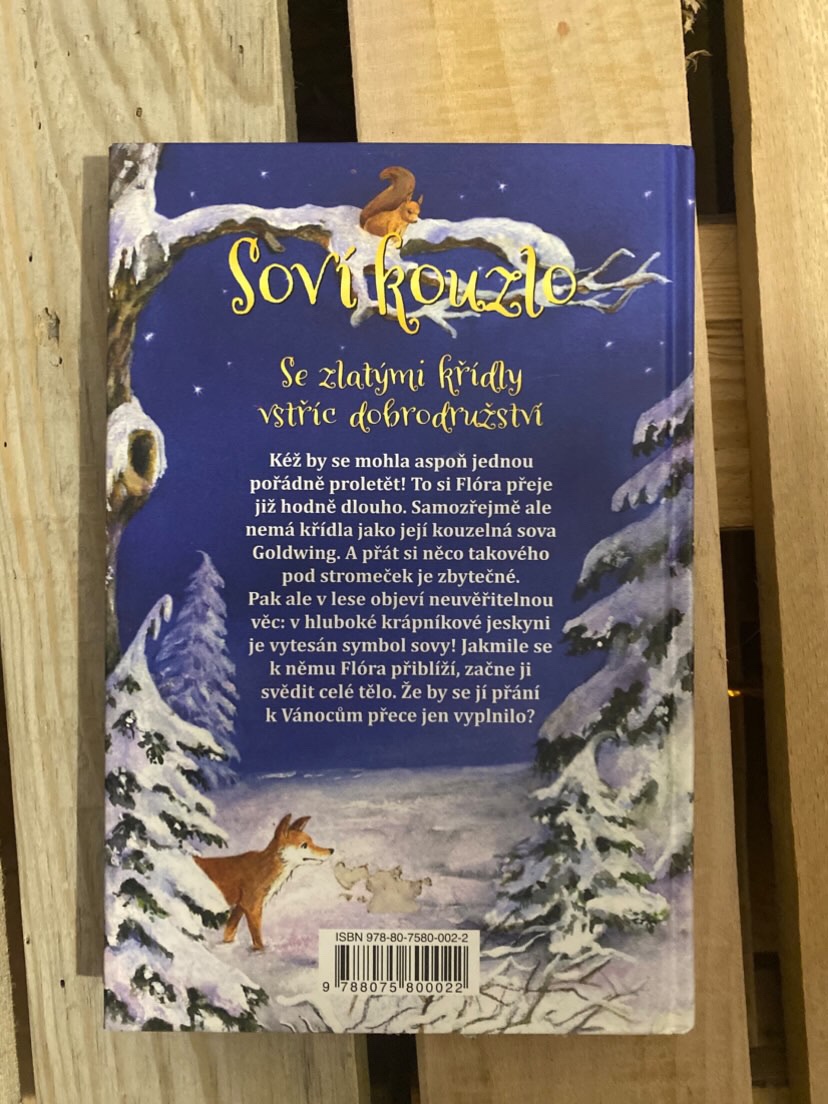 Soví kouzlo
Se zlatými křídly
vstříc dobrodružství
Kéž by se mohla aspoň jednou
pořádně proletět! To si Flóra přeje
již hodně dlouho. Samozřejmě ale
nemá křídla jako její kouzelná sova
Goldwing. A přát si něco takového
pod stromeček je zbytečné.
Pak ale v lese objeví neuvěřitelnou
věc: v hluboké krápníkové jeskyni
je vytesán symbol sovy! Jakmile se
k němu Flóra přiblíží, začne ji
svědit celé tělo. Že by se jí přání
k Vánocům přece jen vyplnilo?
ISBN 978-80-7580-002-2
9 788075 800022